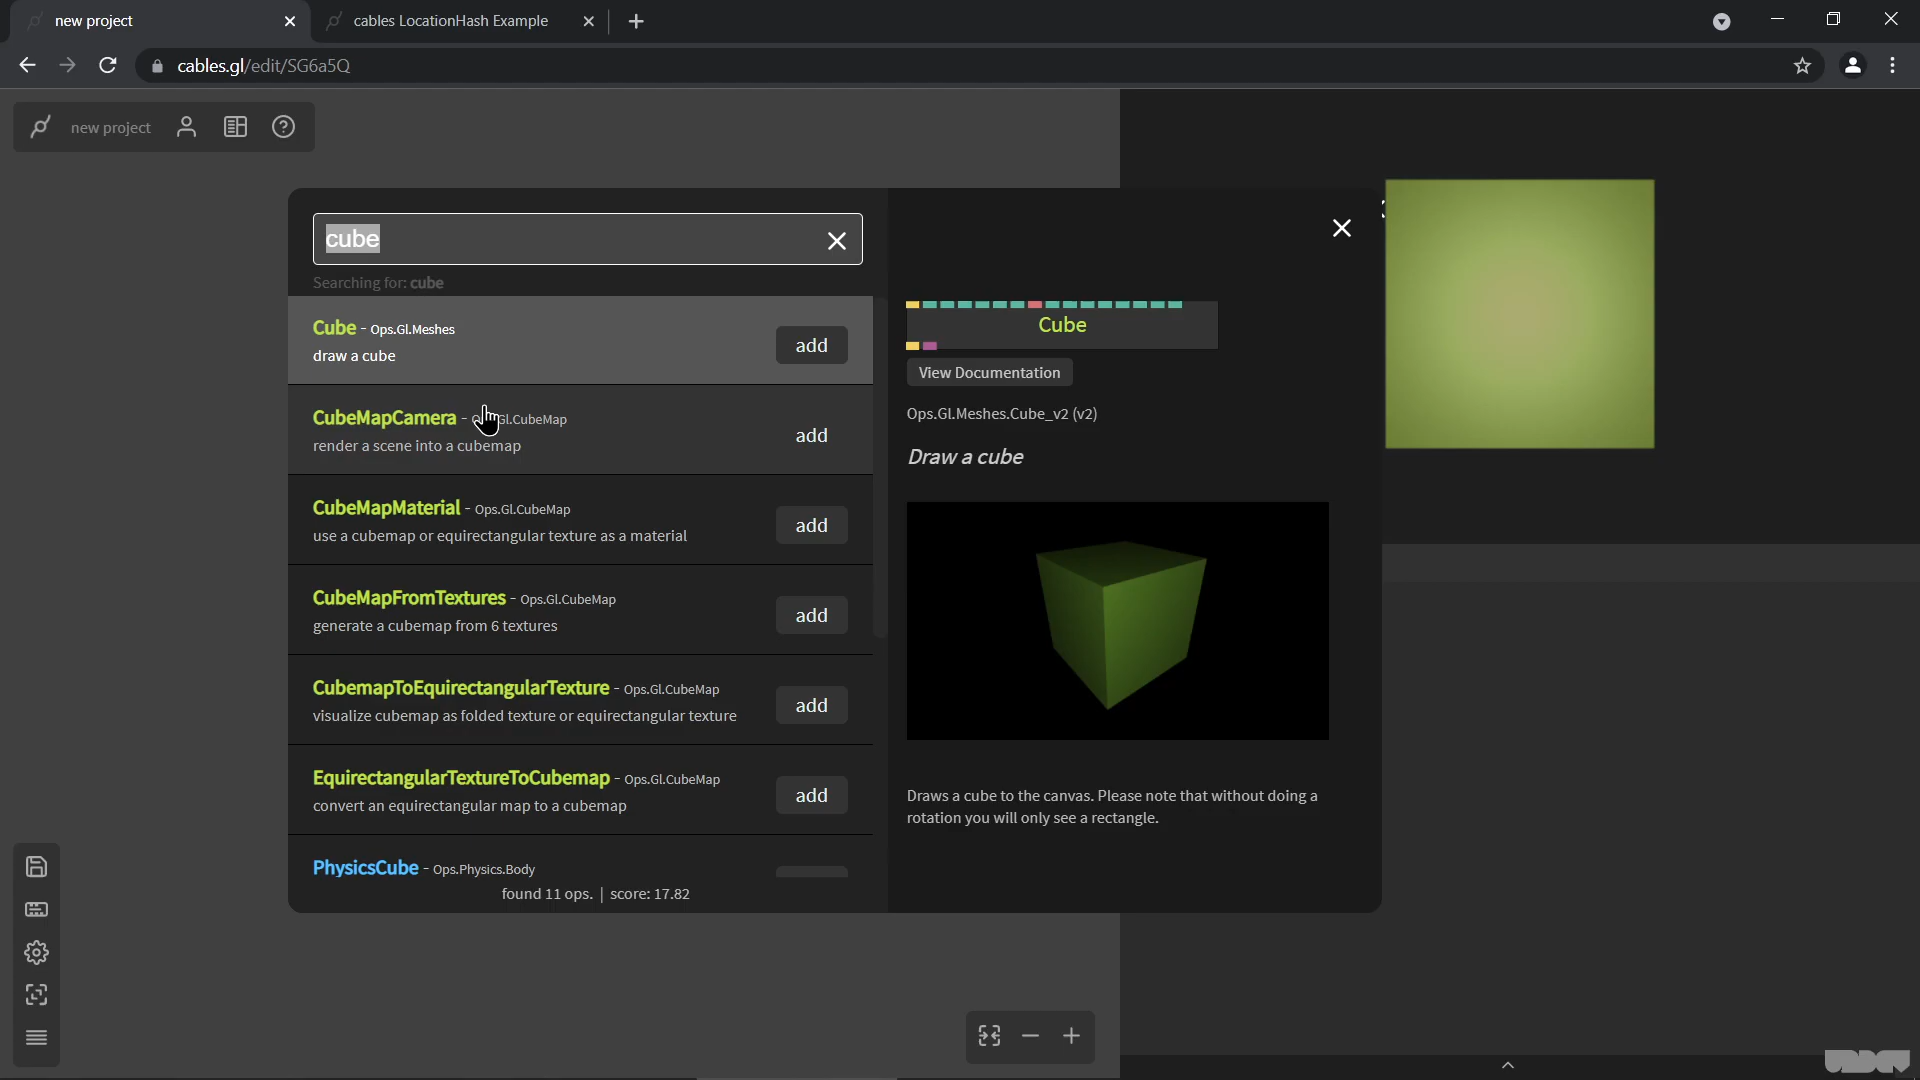 new project
cables LocationHash Example
cables.gl/edit/SG6a5Q
new project
cube
Searching for: cube
Cube - Ops.Gl.Meshes
draw a cube
add
CubeMapCamera - Gl.CubeMap
render a scene into a cubemap
add
CubeMapMaterial - Ops.Gl.CubeMap
use a cubemap or equirectangular texture as a material
add
CubeMapFromTextures - Ops.Gl.CubeMap
generate a cubemap from 6 textures
add
CubemapToEquirectangularTexture - Ops.Gl.CubeMap
visualize cubemap as folded texture or equirectangular texture
add
EquirectangularTextureToCubemap - Ops.Gl.CubeMap
convert an equirectangular map to a cubemap
add
PhysicsCube - Ops.Physics.Body
found 11 ops. | score: 17.82
Cube
View Documentation
Ops.Gl.Meshes.Cube_v2 (v2)
Draw a cube
Draws a cube to the canvas. Please note that without doing a
rotation you will only see a rectangle.